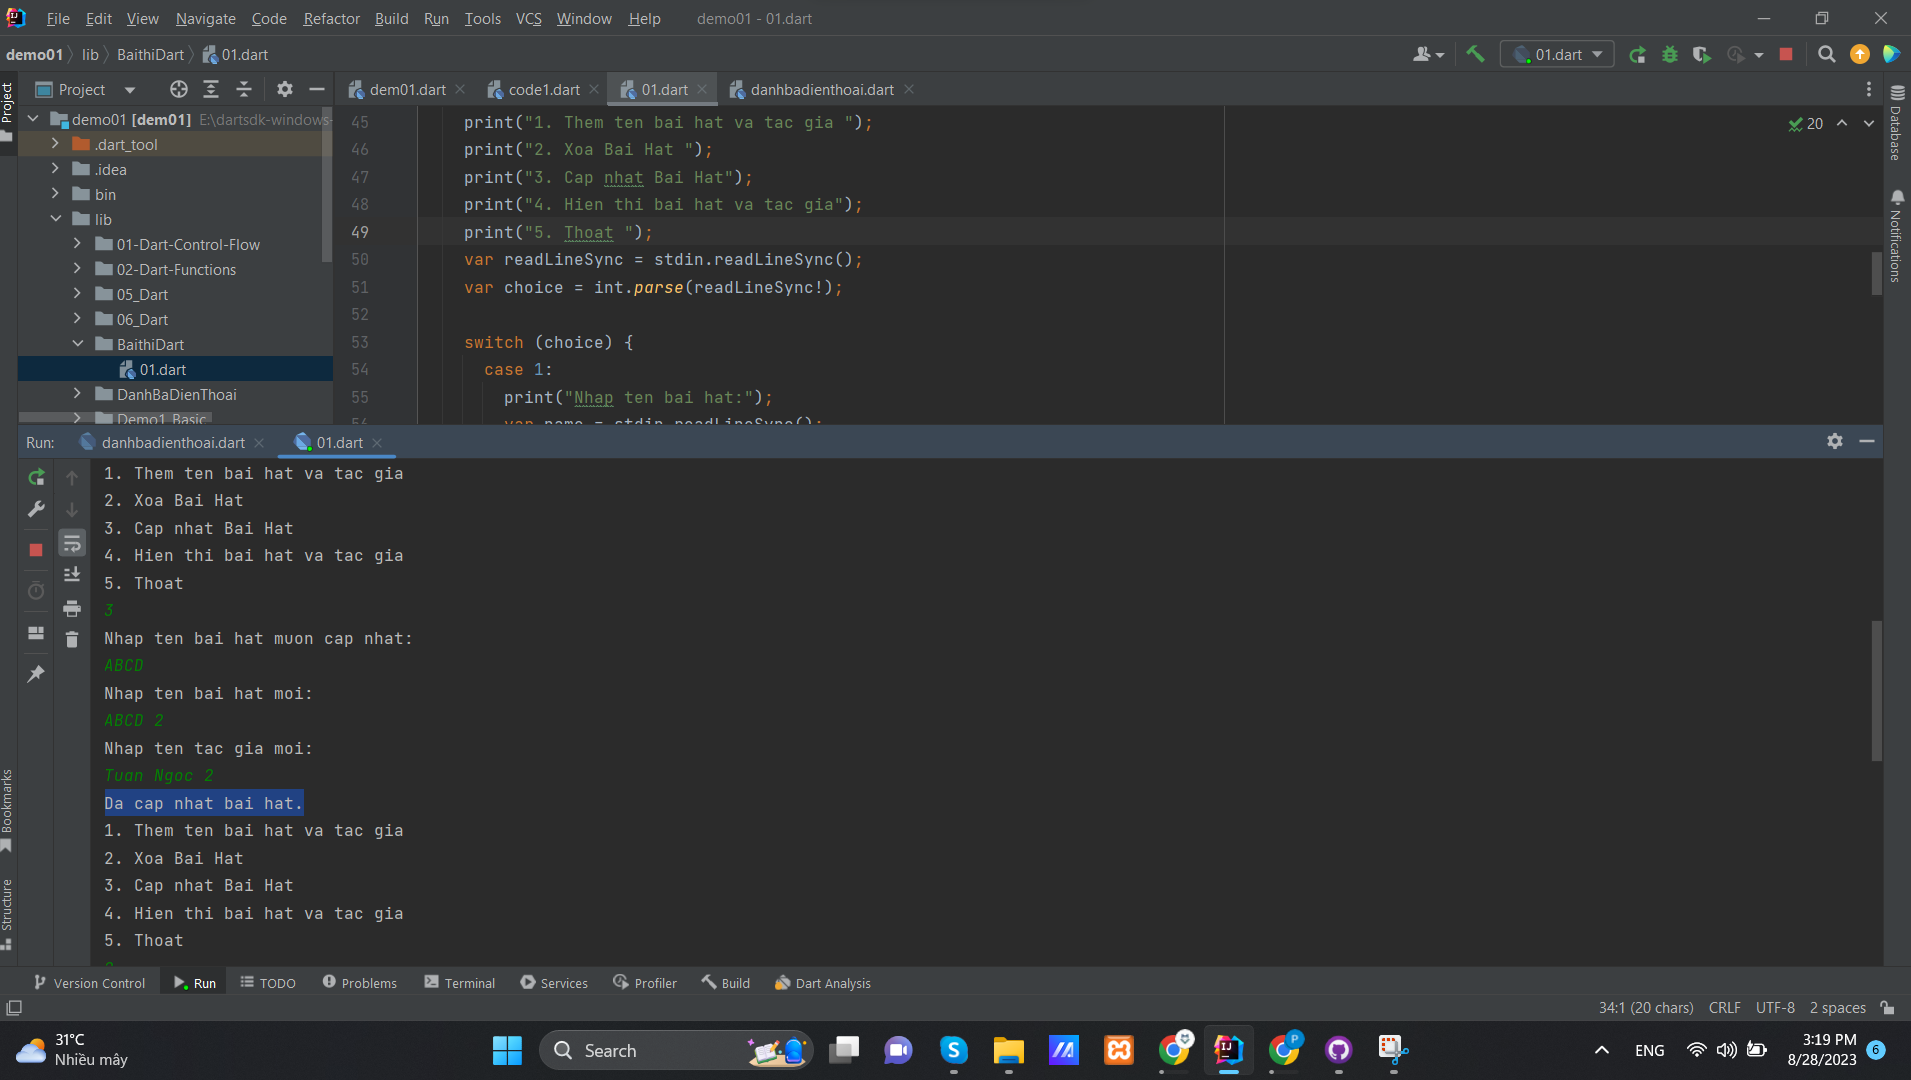 File Edit View Navigate Code Refactor Build Run Tools VCS Window Help demo01 - 01.dart
demo01 lib BaithiDart 01.dart
01.dart
Project
Project
dem01.dart code1.dart 01.dart danhbadienthoai.dart
demo01 [dem01] E:\dartsdk-windows-
.dart_tool
.idea
bin
lib
01-Dart-Control-Flow
02-Dart-Functions
05_Dart
06_Dart
BaithiDart
01.dart
DanhBaDienThoai
Demo1_Basic
45 print("1. Them ten bai hat va tac gia ");
46 print("2. Xoa Bai Hat ");
47 print("3. Cap nhat Bai Hat");
48 print("4. Hien thi bai hat va tac gia");
49 print("5. Thoat ");
50 var readLineSync = stdin.readLineSync();
51 var choice = int.parse(readLineSync!);
52
53 switch (choice) {
54 case 1:
55 print("Nhap ten bai hat:");
56 var name = stdin.readLineSync();
20
Database
Notifications
Run: danhbadienthoai.dart 01.dart
1. Them ten bai hat va tac gia
2. Xoa Bai Hat
3. Cap nhat Bai Hat
4. Hien thi bai hat va tac gia
5. Thoat
3
Nhap ten bai hat muon cap nhat:
ABCD
Nhap ten bai hat moi:
ABCD 2
Nhap ten tac gia moi:
Tuan Ngoc 2
Da cap nhat bai hat.
1. Them ten bai hat va tac gia
2. Xoa Bai Hat
3. Cap nhat Bai Hat
4. Hien thi bai hat va tac gia
5. Thoat
Bookmarks
Structure
Version Control Run TODO Problems Terminal Services Profiler Build Dart Analysis
34:1 (20 chars) CRLF UTF-8 2 spaces
31°C
Nhiều mây
Search
ENG
3:19 PM
8/28/2023
6